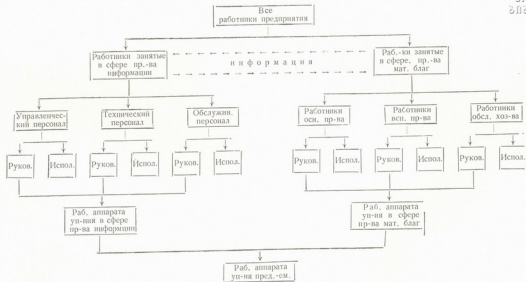 Все
работники предприятия
Работники занятые
в сфере пр.-ва
информации
информация
Раб.-ки занятые
в сфере, пр.-ва
мат. благ
Управленчес-
кий персонал
Технический
персонал
Обслужив.
персонал
Работники
осн. пр-ва
Работники
всп. пр-ва
Работники
обсл. хоз-ва
Руков.
Испол.
Руков.
Испол.
Руков.
Испол.
Руков.
Испол.
Руков.
Испол.
Руков.
Испол.
Раб. аппарата
уп-ния в сфере
пр-ва информции
Раб. аппарата
уп-ния в сфере
пр-ва мат. благ
Раб. аппарата
уп-ния пред.-ем.